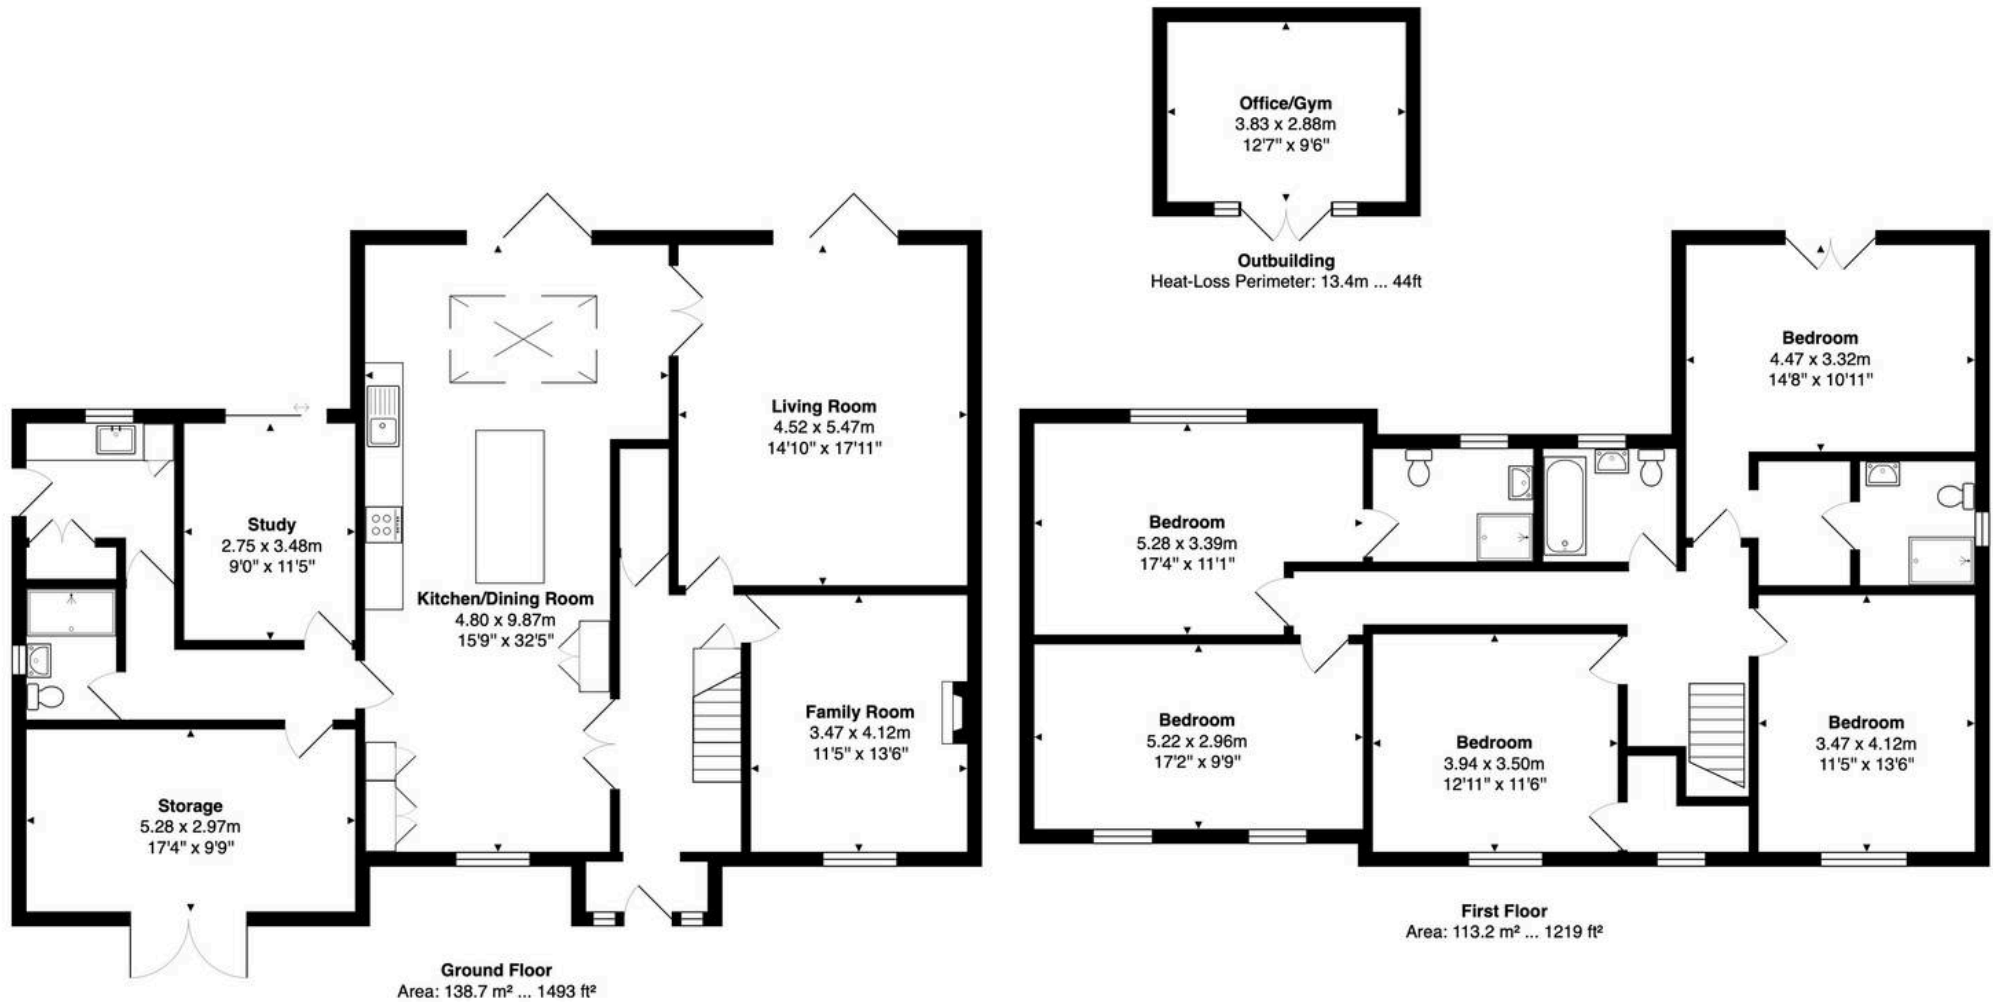 Office/Gym
3.83 x 2.88m
12'7" x 9'6"
Outbuilding
Heat-Loss Perimeter: 13.4m ... 44ft
Living Room
4.52 x 5.47m
14'10" x 17'11"
Study
2.75 x 3.48m
9'0" x 11'5"
Kitchen/Dining Room
4.80 x 9.87m
15'9" x 32'5"
Family Room
3.47 x 4.12m
11'5" x 13'6"
Storage
5.28 x 2.97m
17'4" x 9'9"
Ground Floor
Area: 138.7 m² ... 1493 ft²
Bedroom
4.47 x 3.32m
14'8" x 10'11"
Bedroom
5.28 x 3.39m
17'4" x 11'1"
Bedroom
5.22 x 2.96m
17'2" x 9'9"
Bedroom
3.94 x 3.50m
12'11" x 11'6"
Bedroom
3.47 x 4.12m
11'5" x 13'6"
First Floor
Area: 113.2 m² ... 1219 ft²